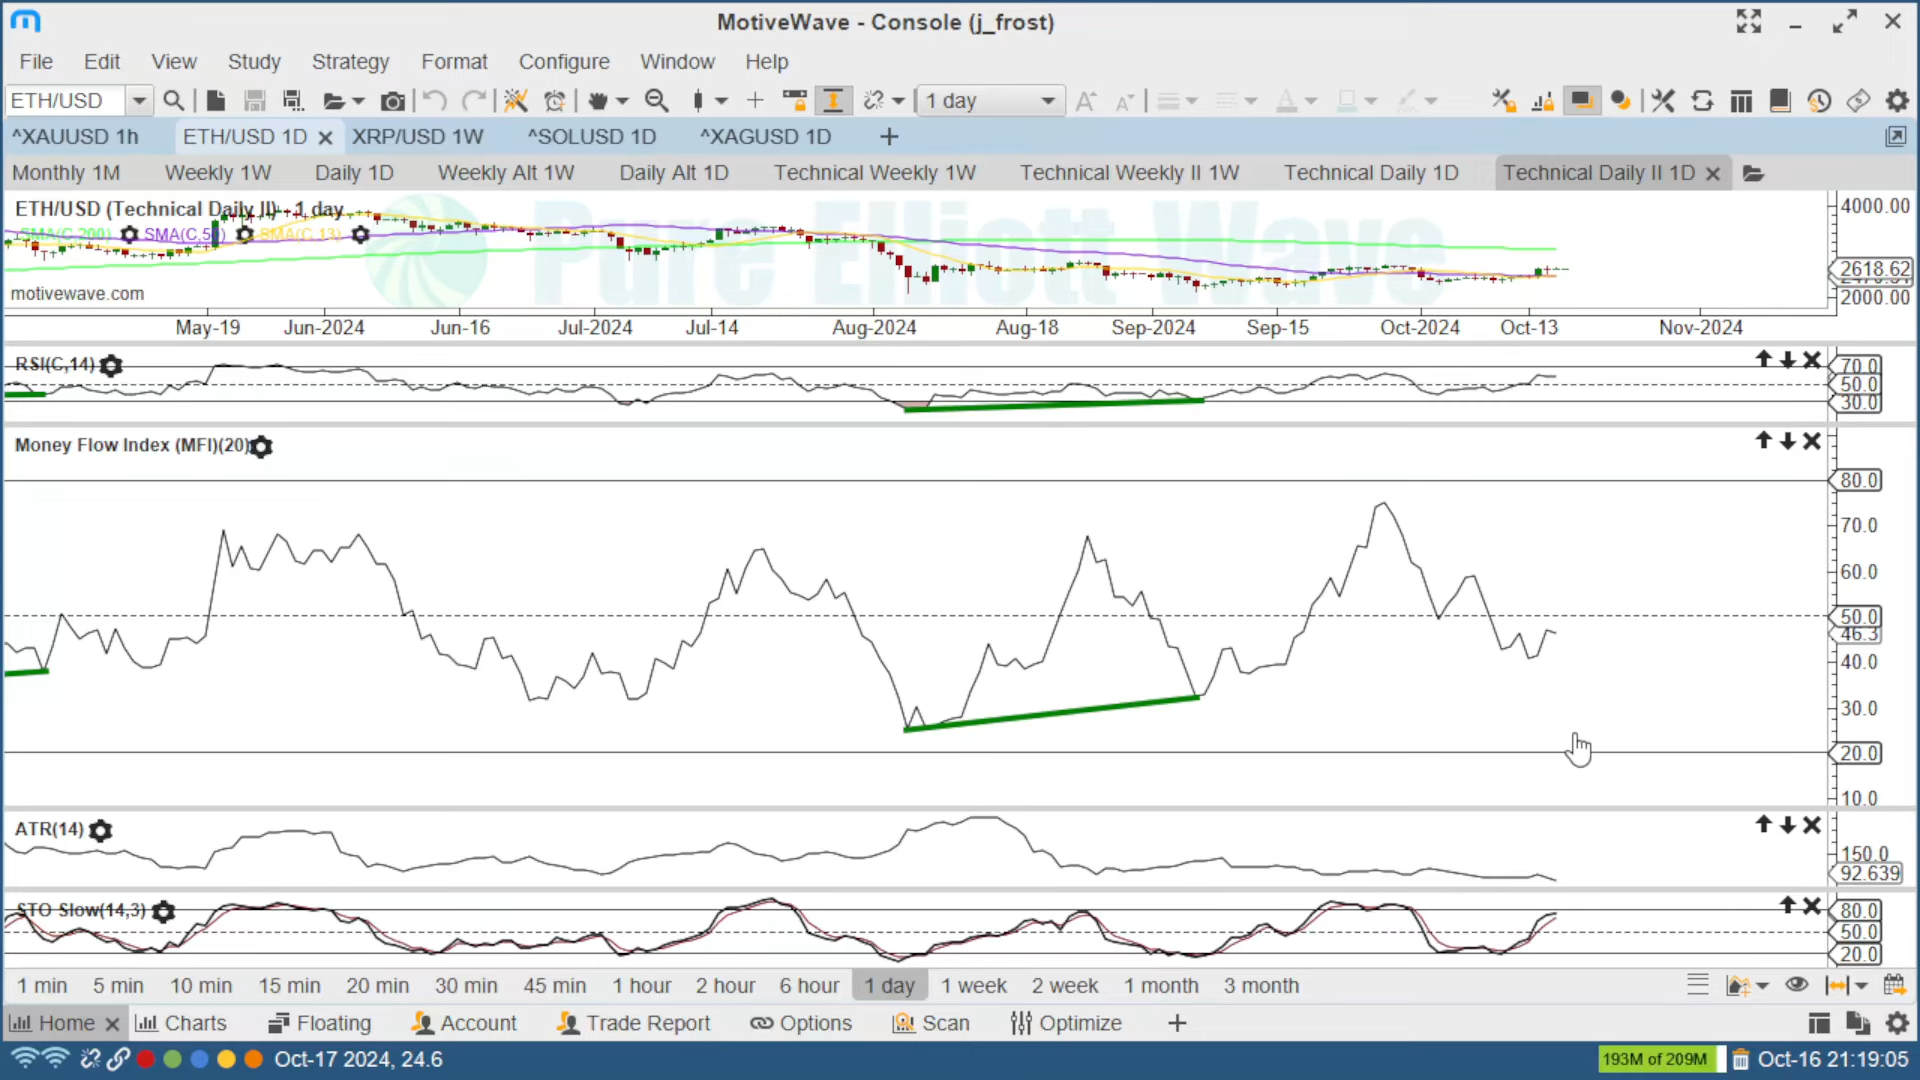 MotiveWave - Console (j_frost)
File Edit View Study Strategy Format Configure Window Help
ETH/USD 1 day
^XAUUSD 1h ETH/USD 1D XRP/USD 1W ^SOLUSD 1D ^XAGUSD 1D
Monthly 1M Weekly 1W Daily 1D Weekly Alt 1W Daily Alt 1D Technical Weekly 1W Technical Weekly II 1W Technical Daily 1D Technical Daily II 1D
Pure Elliott Wave
ETH/USD (Technical Daily II) - 1 day
SMA(C,200) SMA(C,50) SMA(C,13)
motivewave.com
4000.00
2618.62
2000.00
May-19 Jun-2024 Jun-16 Jul-2024 Jul-14 Aug-2024 Aug-18 Sep-2024 Sep-15 Oct-2024 Oct-13 Nov-2024
RSI(C,14)
70.0
50.0
30.0
Money Flow Index (MFI)(20)
80.0
70.0
60.0
50.0
46.3
40.0
30.0
20.0
10.0
ATR(14)
150.0
92.639
STO Slow(14,3)
80.0
50.0
20.0
1 min 5 min 10 min 15 min 20 min 30 min 45 min 1 hour 2 hour 6 hour 1 day 1 week 2 week 1 month 3 month
Home Charts Floating Account Trade Report Options Scan Optimize
Oct-17 2024, 24.6 193M of 209M Oct-16 21:19:05